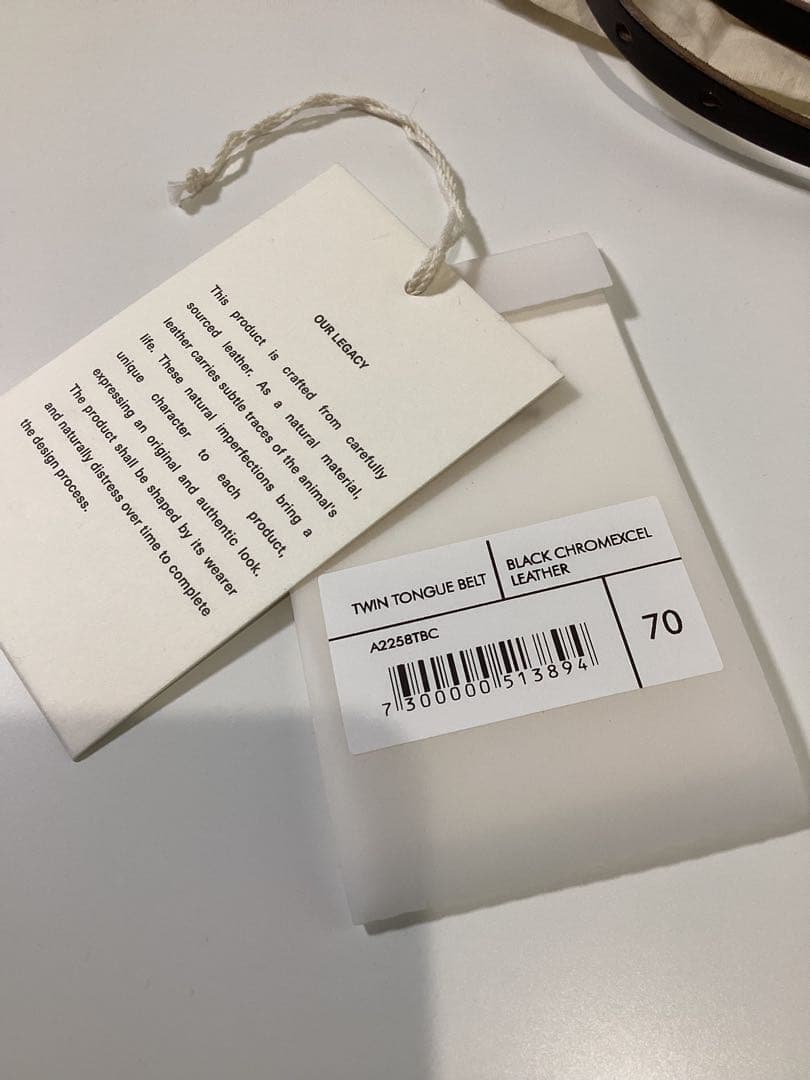 OUR LEGACY
This product is crafted from carefully
sourced leather. As a natural material,
leather carries subtle traces of the animal's
life. These natural imperfections bring a
unique character to each product,
expressing an original and authentic look.
The product shall be shaped by its wearer
and naturally distress over time to complete
the design process.
TWIN TONGUE BELT
BLACK CHROMEXCEL
LEATHER
A2258TBC
70
7 300000 513894